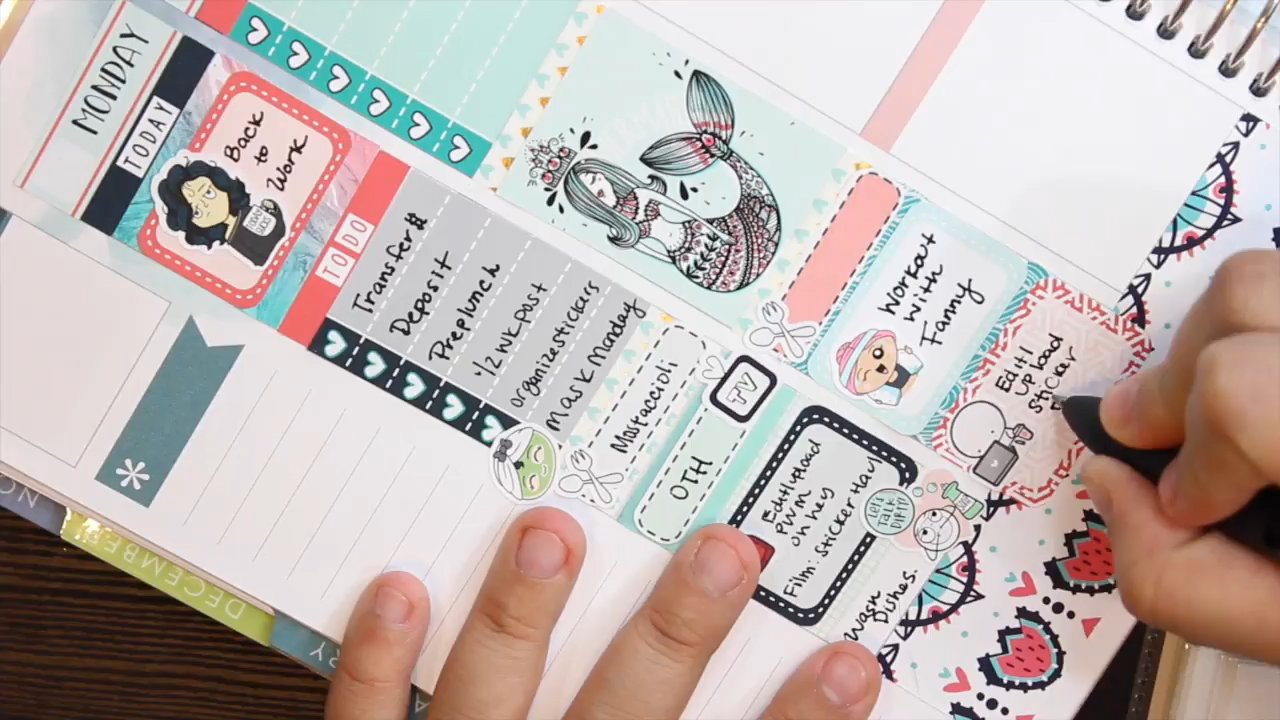 MONDAY
TODAY
Back
to
Work
TO DO
Transfer $
Deposit
Prep lunch
1/2 wk post
organize stickers
Mask Monday
Mostaccioli
TV
OTH
Edit/upload
PWM
oh hey
Film: Sticker Haul
LET'S
TALK
DIRTY
Wash
Dishes.
Workout
with
Fanny
Edit/
Upload
sticker
DECEMBER